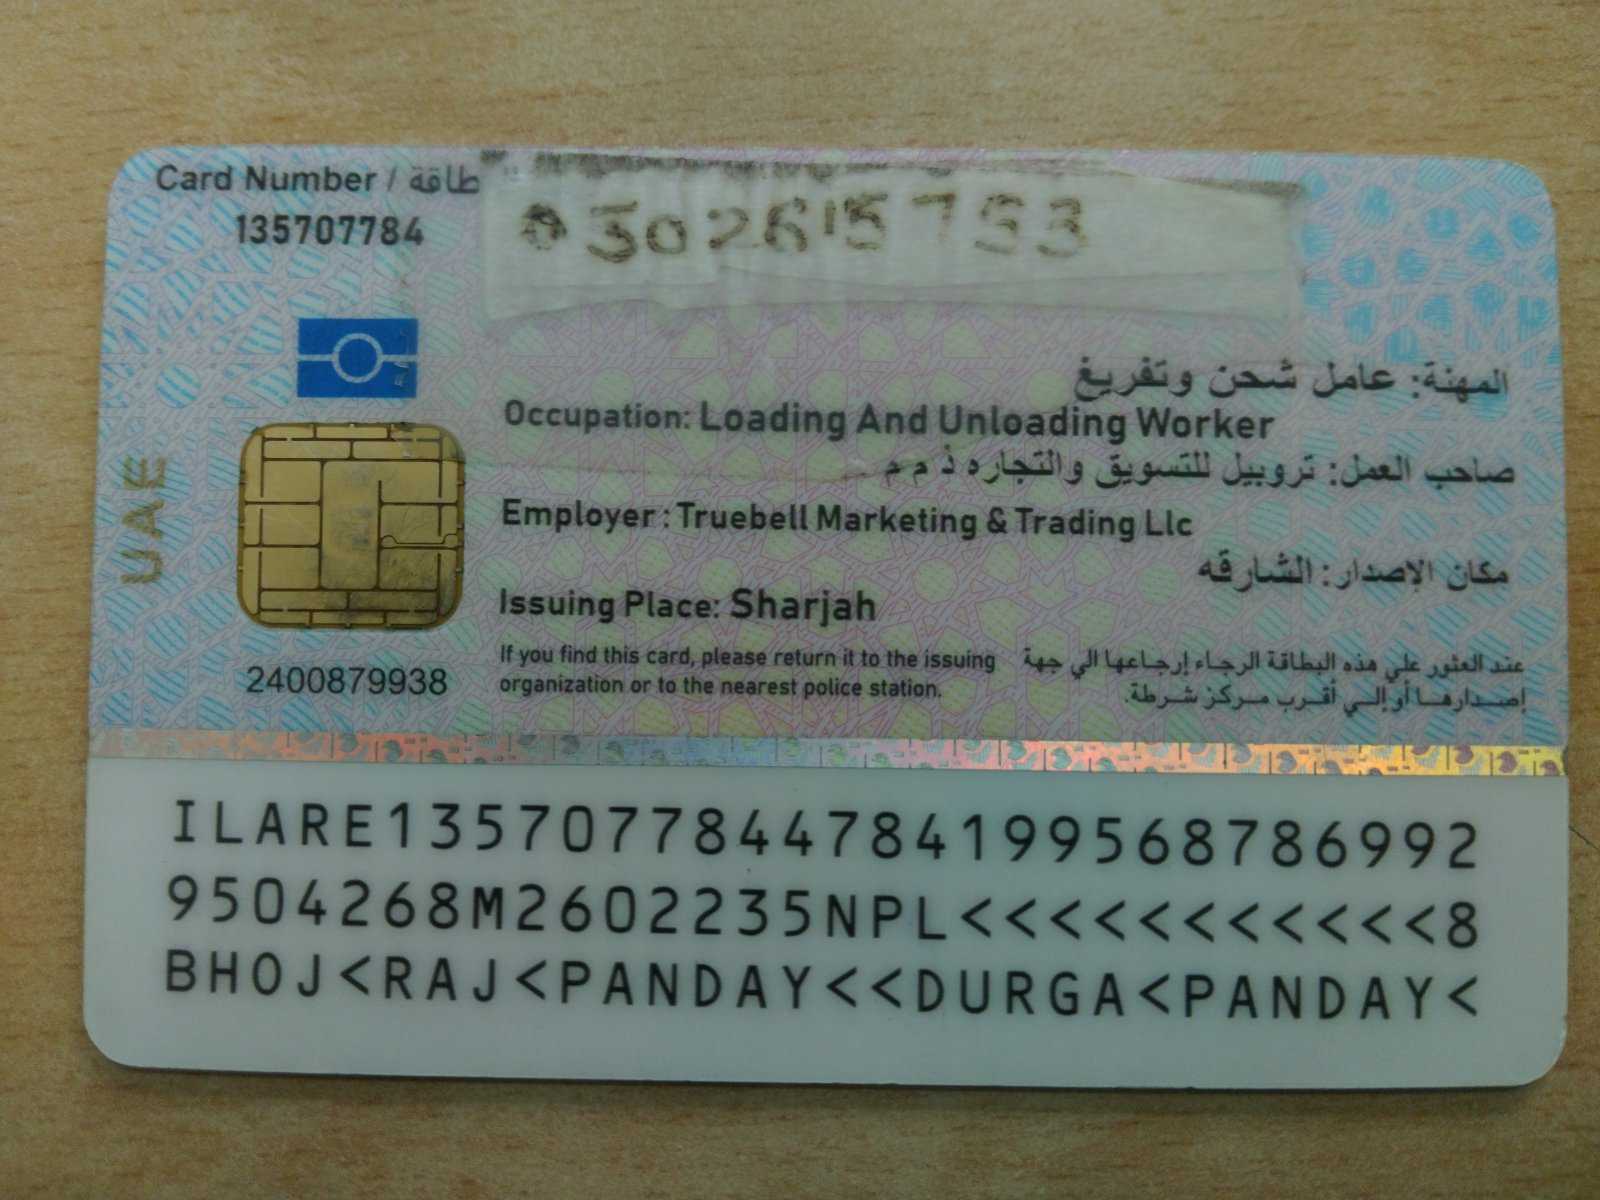 Card Number / طاقة
135707784
المهنة: عامل شحن وتفريغ
Occupation: Loading And Unloading Worker
صاحب العمل: تروبيل للتسويق والتجاره ذ م م
Employer : Truebell Marketing & Trading Llc
مكان الإصدار: الشارقه
Issuing Place: Sharjah
UAE
2400879938
If you find this card, please return it to the issuing
organization or to the nearest police station.
عند العثور علي هذه البطاقة الرجاء إرجاعها الي جهة
إصدارها أو إلي أقرب مركز شرطة.
ILARE1357077844784199568786992
9504268M2602235NPL<<<<<<<<<<<8
BHOJ<RAJ<PANDAY<<DURGA<PANDAY<